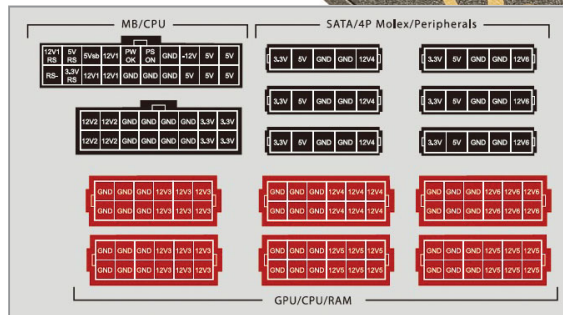 MB/CPU
SATA/4P Molex/Peripherals
12V1 RS 5V RS 5Vsb 12V1 PW OK PS ON GND -12V 5V 5V
RS- 3.3V RS 12V1 12V1 GND GND GND 5V 5V 5V
12V2 12V2 GND GND GND GND 3.3V 3.3V
12V2 12V2 GND GND GND GND 3.3V 3.3V
3.3V 5V GND GND 12V4
3.3V 5V GND GND 12V6
3.3V 5V GND GND 12V4
3.3V 5V GND GND 12V6
3.3V 5V GND GND 12V4
3.3V 5V GND GND 12V6
GND GND GND 12V3 12V3 12V3
GND GND GND 12V3 12V3 12V3
GND GND GND 12V4 12V4 12V4
GND GND GND 12V4 12V4 12V4
GND GND GND 12V6 12V6 12V6
GND GND GND 12V6 12V6 12V6
GND GND GND 12V3 12V3 12V3
GND GND GND 12V3 12V3 12V3
GND GND GND 12V5 12V5 12V5
GND GND GND 12V5 12V5 12V5
GND GND GND 12V5 12V5 12V5
GND GND GND 12V5 12V5 12V5
GPU/CPU/RAM